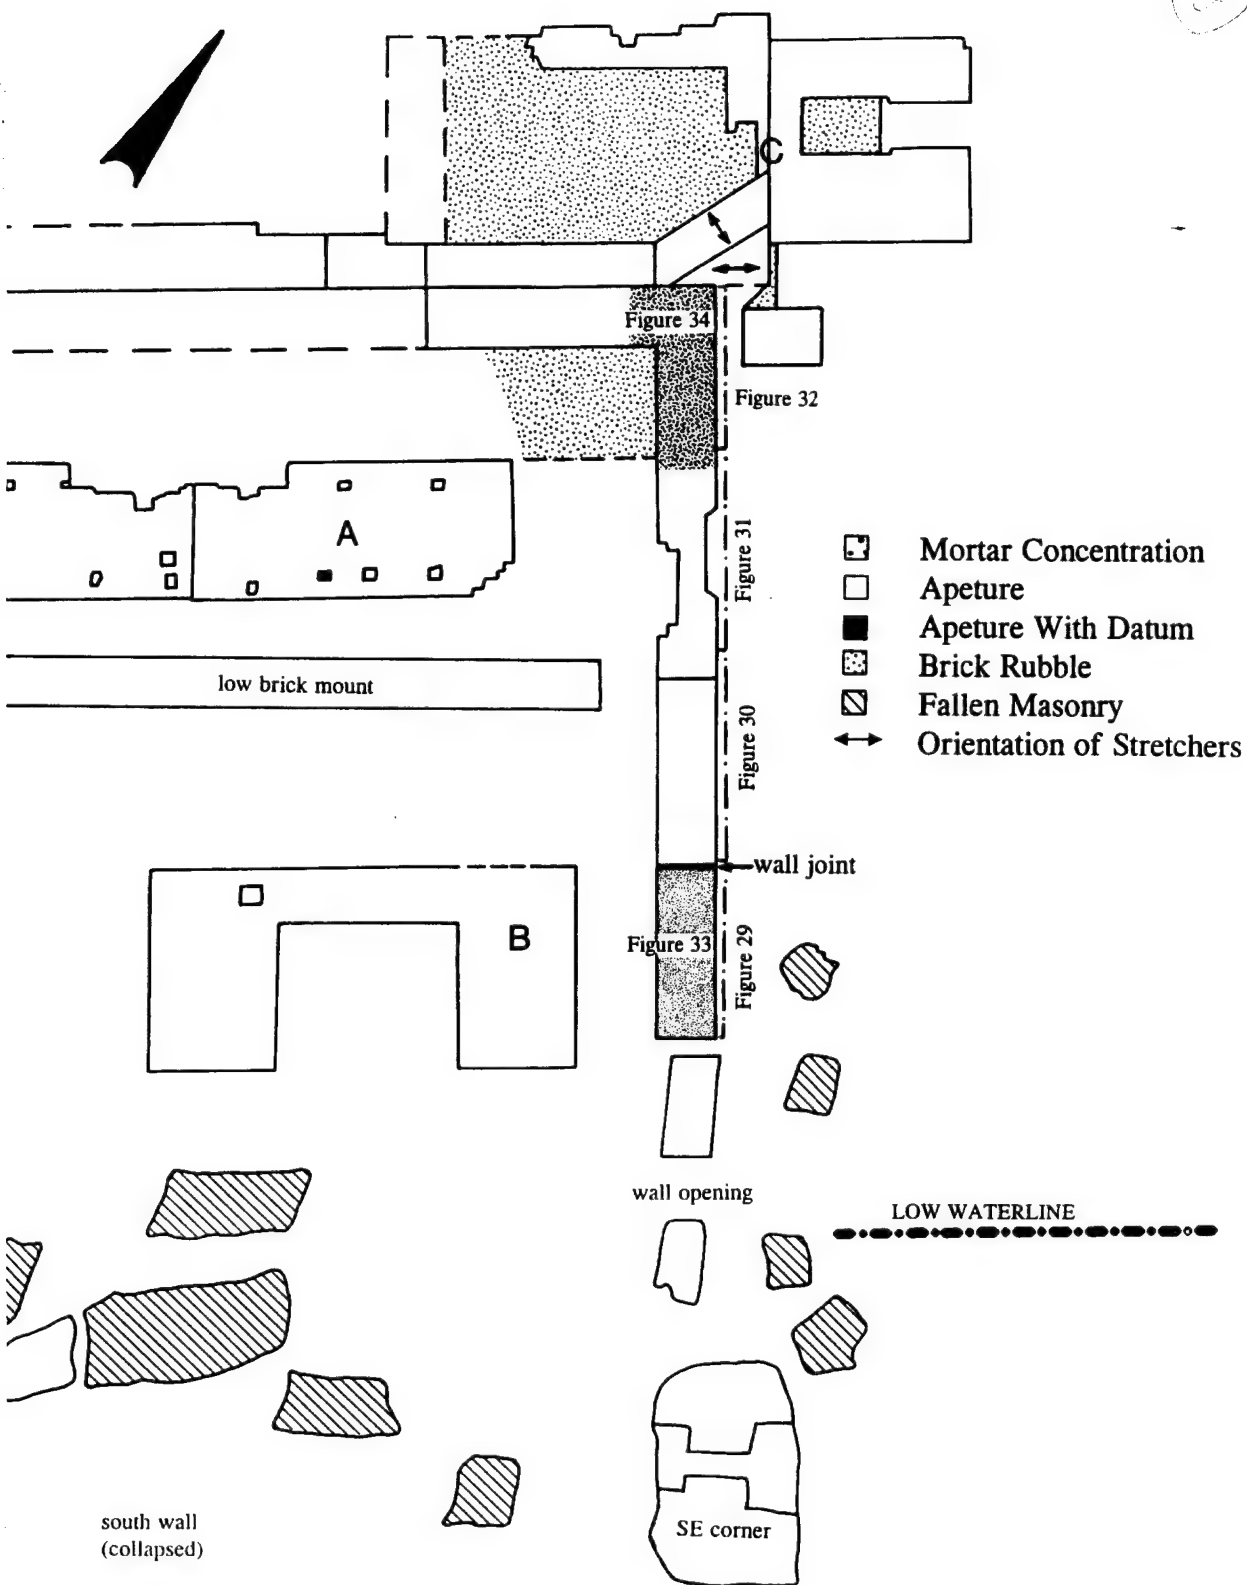 C
Figure 34
Figure 32
A
Figure 31
Mortar Concentration
Apeture
Apeture With Datum
Brick Rubble
Fallen Masonry
Orientation of Stretchers
low brick mount
Figure 30
wall joint
B
Figure 33
Figure 29
wall opening
LOW WATERLINE
SE corner
south wall
(collapsed)